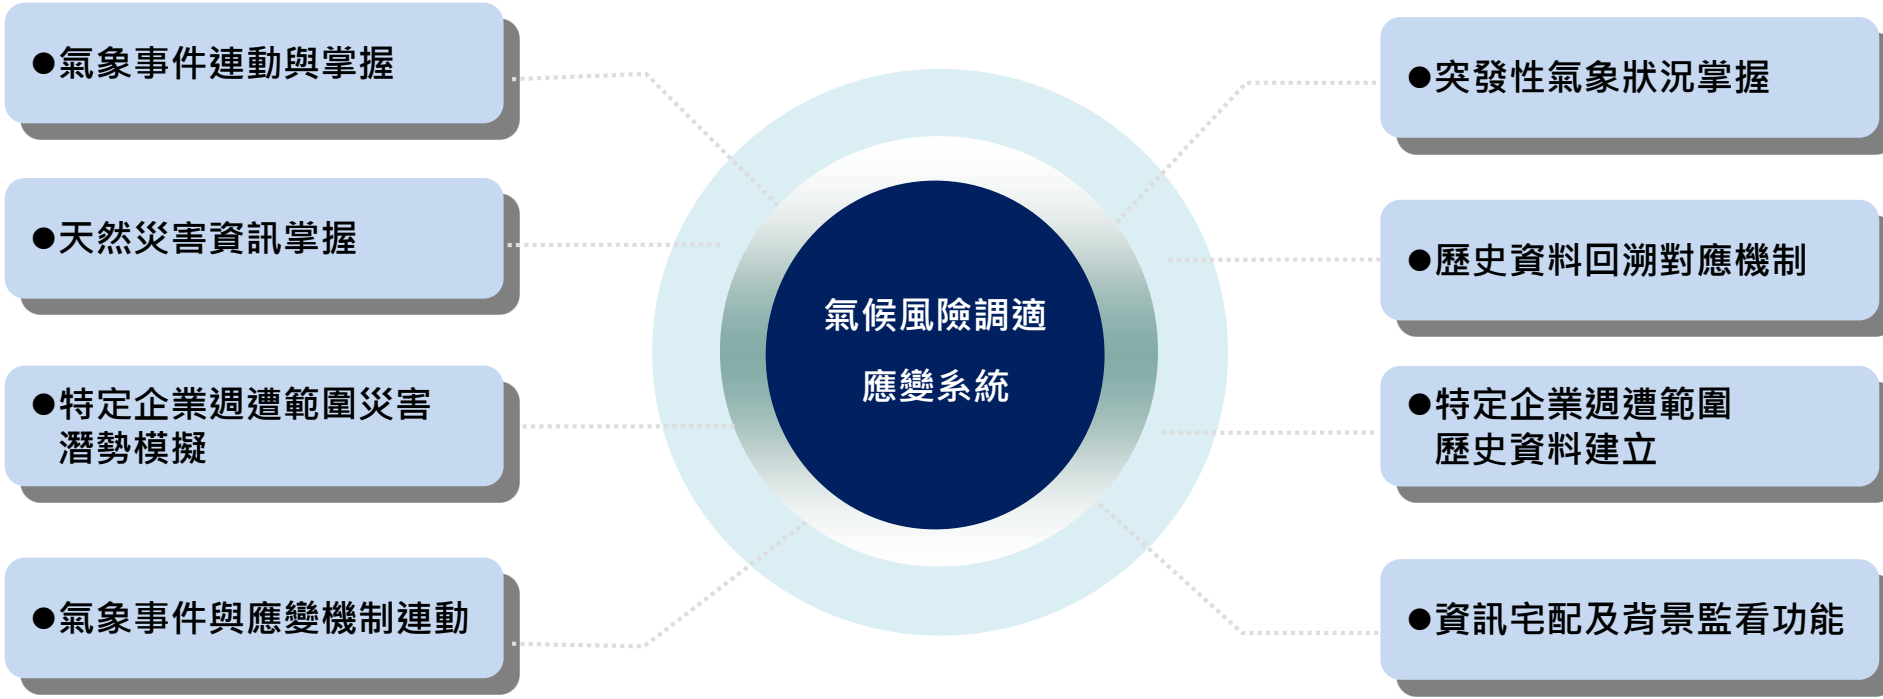 ●氣象事件連動與掌握
●天然災害資訊掌握
●特定企業週遭範圍災害
潛勢模擬
●氣象事件與應變機制連動
氣候風險調適
應變系統
●突發性氣象狀況掌握
●歷史資料回溯對應機制
●特定企業週遭範圍
歷史資料建立
●資訊宅配及背景監看功能